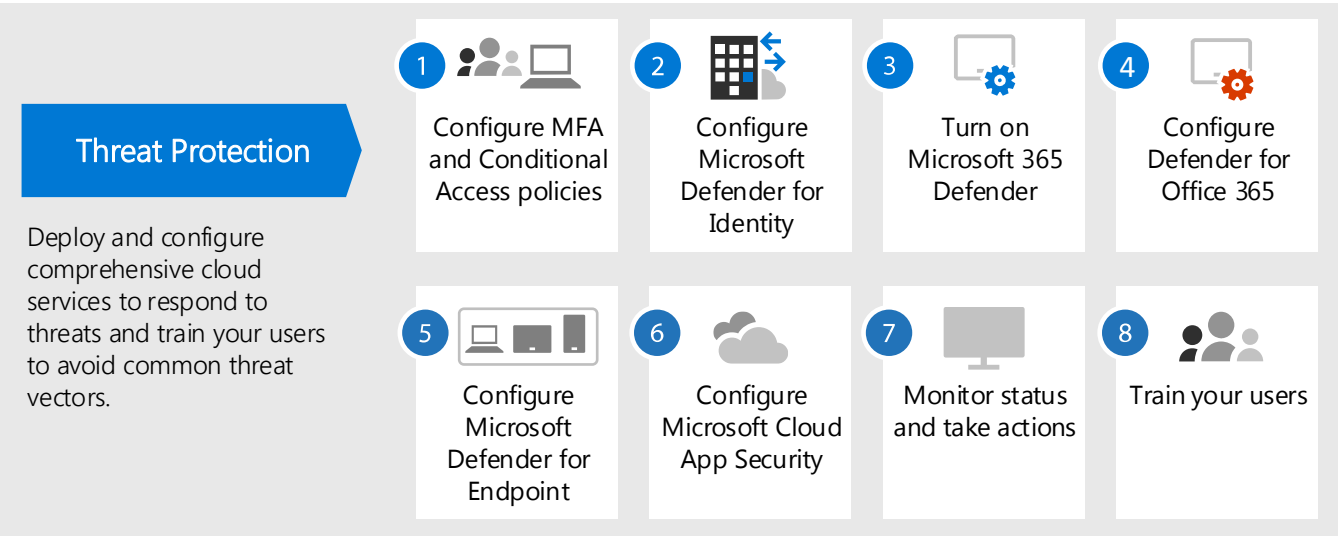 Threat Protection
Deploy and configure
comprehensive cloud
services to respond to
threats and train your users
to avoid common threat
vectors.
1
Configure MFA
and Conditional
Access policies
2
Configure
Microsoft
Defender for
Identity
3
Turn on
Microsoft 365
Defender
4
Configure
Defender for
Office 365
5
Configure
Microsoft
Defender for
Endpoint
6
Configure
Microsoft Cloud
App Security
7
Monitor status
and take actions
8
Train your users